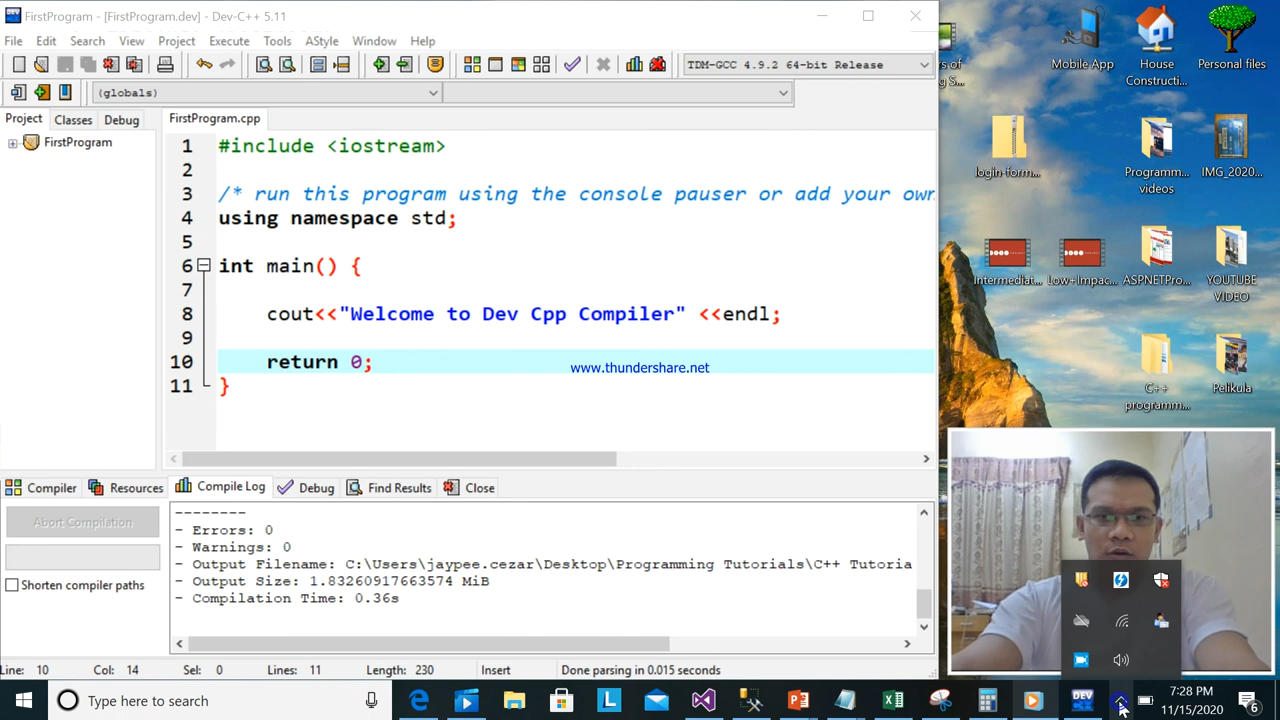 FirstProgram - [FirstProgram.dev] - Dev-C++ 5.11
File Edit Search View Project Execute Tools AStyle Window Help
TDM-GCC 4.9.2 64-bit Release
(globals)
Project Classes Debug
FirstProgram
FirstProgram.cpp
1 #include <iostream>
2
3 /* run this program using the console pauser or add your own
4 using namespace std;
5
6 int main() {
7
8 cout<<"Welcome to Dev Cpp Compiler" <<endl;
9
10 return 0;
11 }
www.thundershare.net
Compiler Resources Compile Log Debug Find Results Close
Abort Compilation
Shorten compiler paths
--------
- Errors: 0
- Warnings: 0
- Output Filename: C:\Users\jaypee.cezar\Desktop\Programming Tutorials\C++ Tutoria
- Output Size: 1.83260917663574 MiB
- Compilation Time: 0.36s
Line: 10 Col: 14 Sel: 0 Lines: 11 Length: 230 Insert Done parsing in 0.015 seconds
rs of
g S...
Mobile App
House
Constructi...
Personal files
login-form...
Programm...
videos
IMG_2020...
Intermediat...
Low+Impac...
ASPNETPro...
YOUTUBE
VIDEO
C++
programm...
Pelikula
Type here to search
DEV
7:28 PM
11/15/2020
6